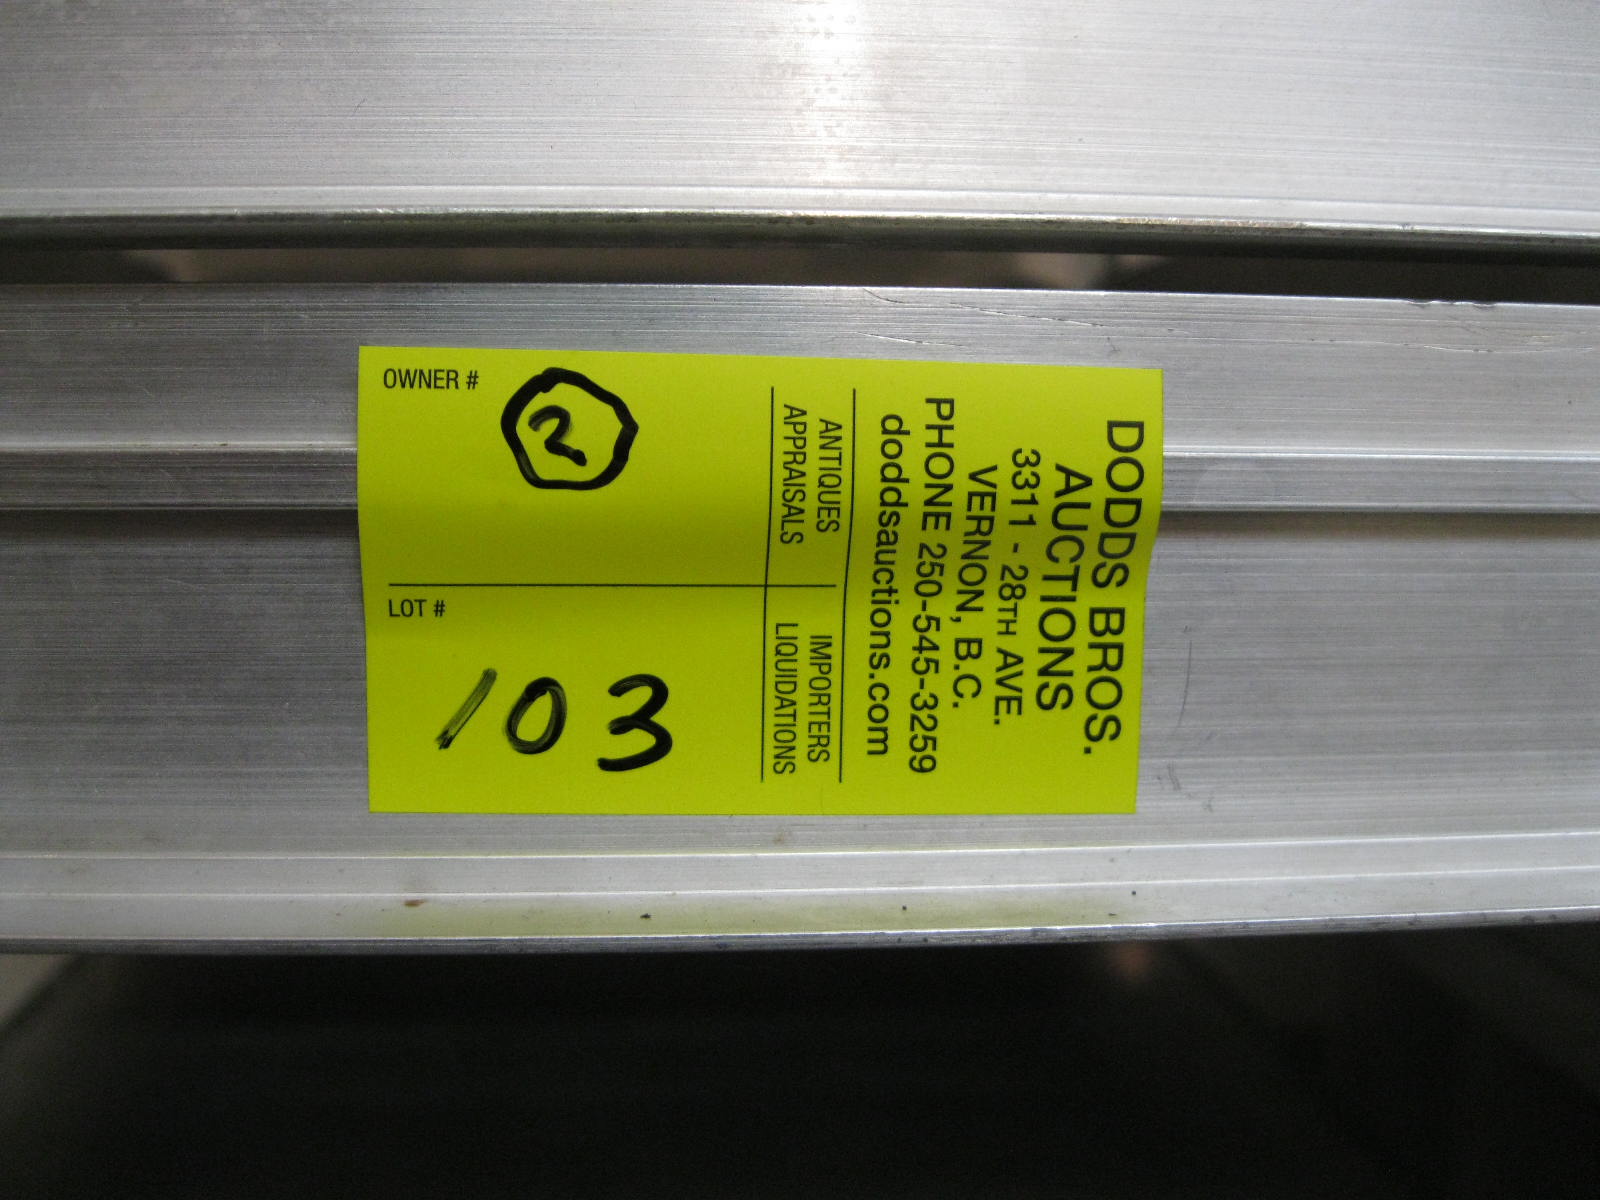 DODDS BROS.
AUCTIONS
3311 - 28TH AVE.
VERNON, B.C.
PHONE 250-545-3259
doddsauctions.com
ANTIQUES
APPRAISALS
IMPORTERS
LIQUIDATIONS
OWNER #
2
LOT #
103